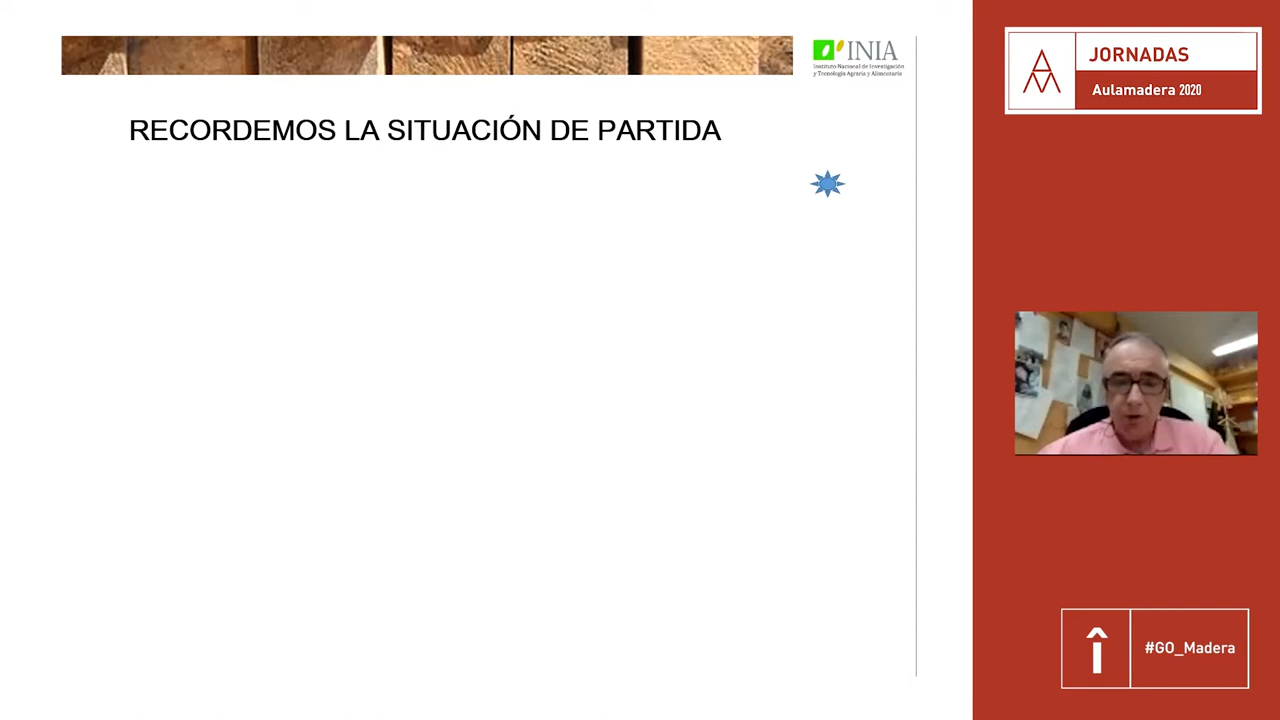 INIA
Instituto Nacional de Investigación
y Tecnología Agraria y Alimentaria
RECORDEMOS LA SITUACIÓN DE PARTIDA
JORNADAS
Aulamadera 2020
#GO_Madera